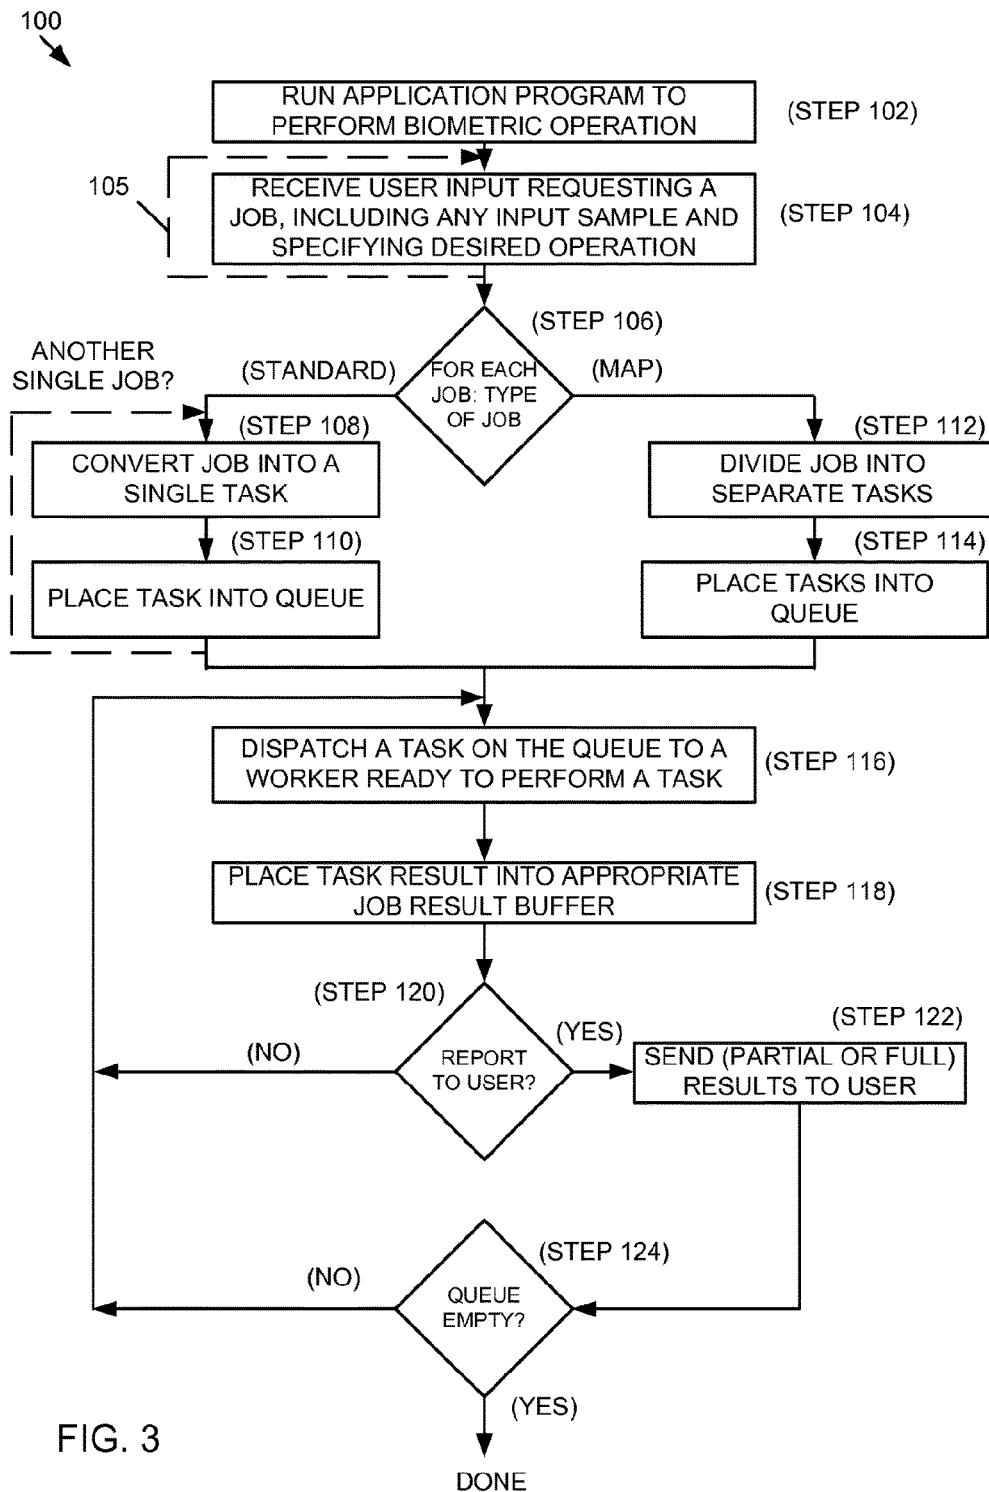 100
RUN APPLICATION PROGRAM TO
PERFORM BIOMETRIC OPERATION
(STEP 102)
105
RECEIVE USER INPUT REQUESTING A
JOB, INCLUDING ANY INPUT SAMPLE AND
SPECIFYING DESIRED OPERATION
(STEP 104)
(STEP 106)
FOR EACH
JOB: TYPE
OF JOB
(STANDARD)
(MAP)
ANOTHER
SINGLE JOB?
(STEP 108)
CONVERT JOB INTO A
SINGLE TASK
(STEP 110)
PLACE TASK INTO QUEUE
(STEP 112)
DIVIDE JOB INTO
SEPARATE TASKS
(STEP 114)
PLACE TASKS INTO
QUEUE
DISPATCH A TASK ON THE QUEUE TO A
WORKER READY TO PERFORM A TASK
(STEP 116)
PLACE TASK RESULT INTO APPROPRIATE
JOB RESULT BUFFER
(STEP 118)
(STEP 120)
REPORT
TO USER?
(NO)
(YES)
(STEP 122)
SEND (PARTIAL OR FULL)
RESULTS TO USER
(STEP 124)
QUEUE
EMPTY?
(NO)
(YES)
DONE
FIG. 3